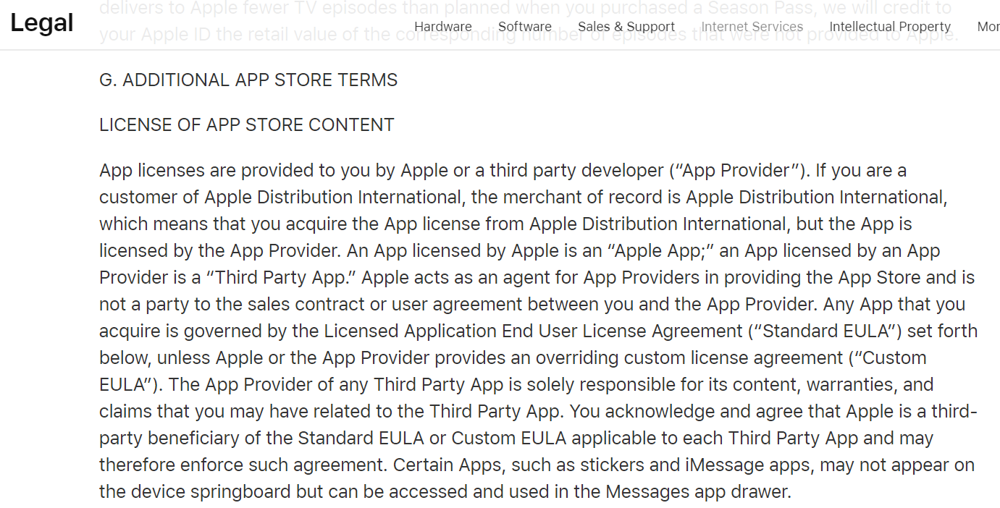 delivers to Apple fewer TV episodes than planned when you purchased a Season Pass, we will credit to
Legal
Hardware Software Sales & Support Internet Services Intellectual Property Mor
your Apple ID the retail value of the corresponding number of episodes that were not provided to Apple.
G. ADDITIONAL APP STORE TERMS
LICENSE OF APP STORE CONTENT
App licenses are provided to you by Apple or a third party developer (“App Provider”). If you are a
customer of Apple Distribution International, the merchant of record is Apple Distribution International,
which means that you acquire the App license from Apple Distribution International, but the App is
licensed by the App Provider. An App licensed by Apple is an “Apple App;” an App licensed by an App
Provider is a “Third Party App.” Apple acts as an agent for App Providers in providing the App Store and is
not a party to the sales contract or user agreement between you and the App Provider. Any App that you
acquire is governed by the Licensed Application End User License Agreement (“Standard EULA”) set forth
below, unless Apple or the App Provider provides an overriding custom license agreement (“Custom
EULA”). The App Provider of any Third Party App is solely responsible for its content, warranties, and
claims that you may have related to the Third Party App. You acknowledge and agree that Apple is a third-
party beneficiary of the Standard EULA or Custom EULA applicable to each Third Party App and may
therefore enforce such agreement. Certain Apps, such as stickers and iMessage apps, may not appear on
the device springboard but can be accessed and used in the Messages app drawer.